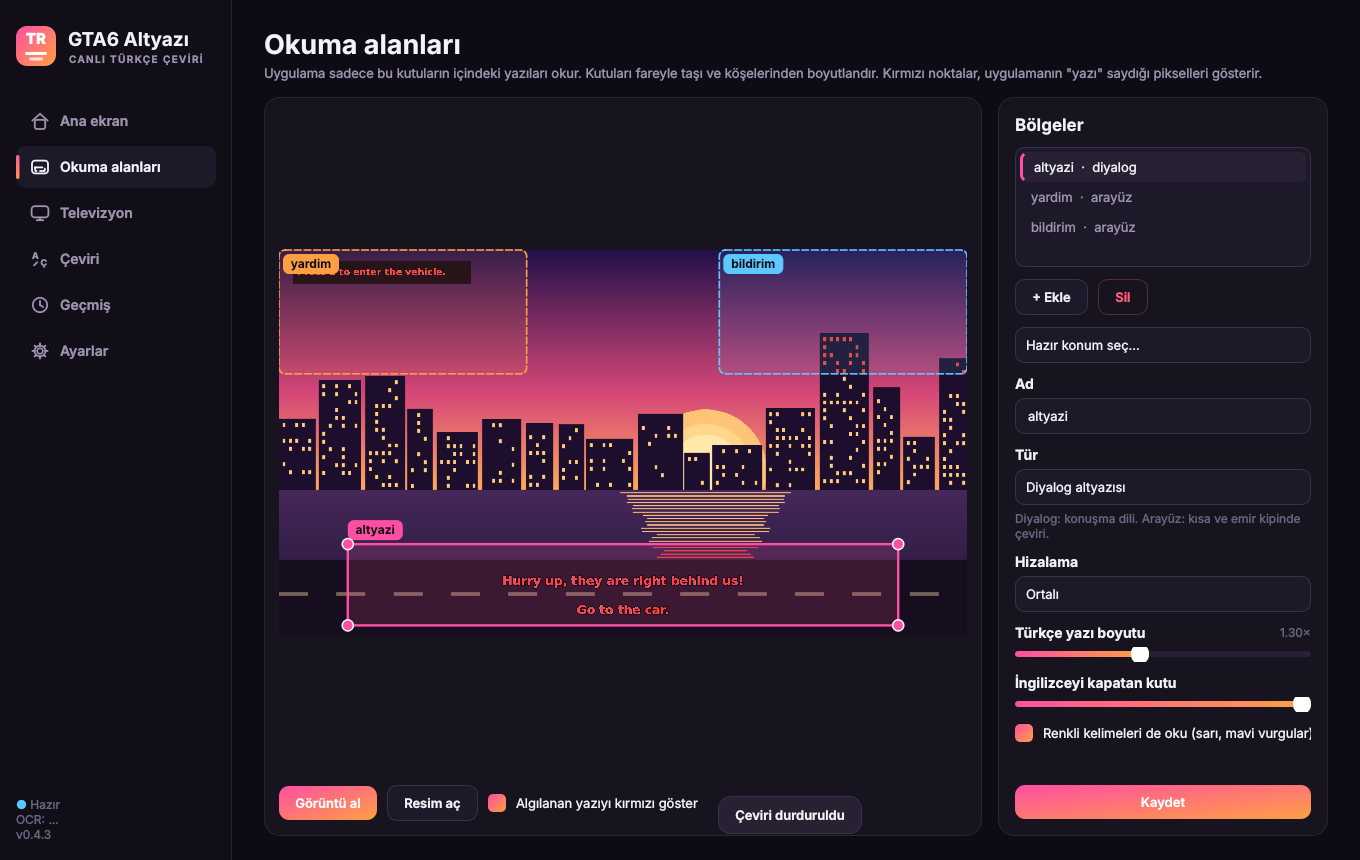 TR
GTA6 Altyazı
CANLI TÜRKÇE ÇEVİRİ
Ana ekran
Okuma alanları
Televizyon
Çeviri
Geçmiş
Ayarlar
Hazır
OCR: ...
v0.4.3
Okuma alanları
Uygulama sadece bu kutuların içindeki yazıları okur. Kutuları fareyle taşı ve köşelerinden boyutlandır. Kırmızı noktalar, uygulamanın "yazı" saydığı pikselleri gösterir.
yardim
to enter the vehicle.
bildirim
altyazi
Hurry up, they are right behind us!
Go to the car.
Görüntü al
Resim aç
Algılanan yazıyı kırmızı göster
Çeviri durduruldu
Bölgeler
altyazi · diyalog
yardim · arayüz
bildirim · arayüz
+ Ekle
Sil
Hazır konum seç...
Ad
altyazi
Tür
Diyalog altyazısı
Diyalog: konuşma dili. Arayüz: kısa ve emir kipinde
çeviri.
Hizalama
Ortalı
Türkçe yazı boyutu
1.30×
İngilizceyi kapatan kutu
Renkli kelimeleri de oku (sarı, mavi vurgular)
Kaydet